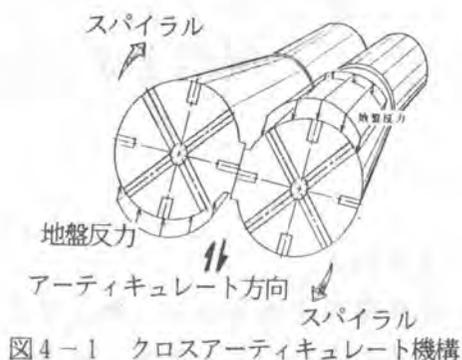 スパイラル
地盤反力
地盤反力
アーティキュレート方向
スパイラル
図4-1 クロスアーティキュレート機構